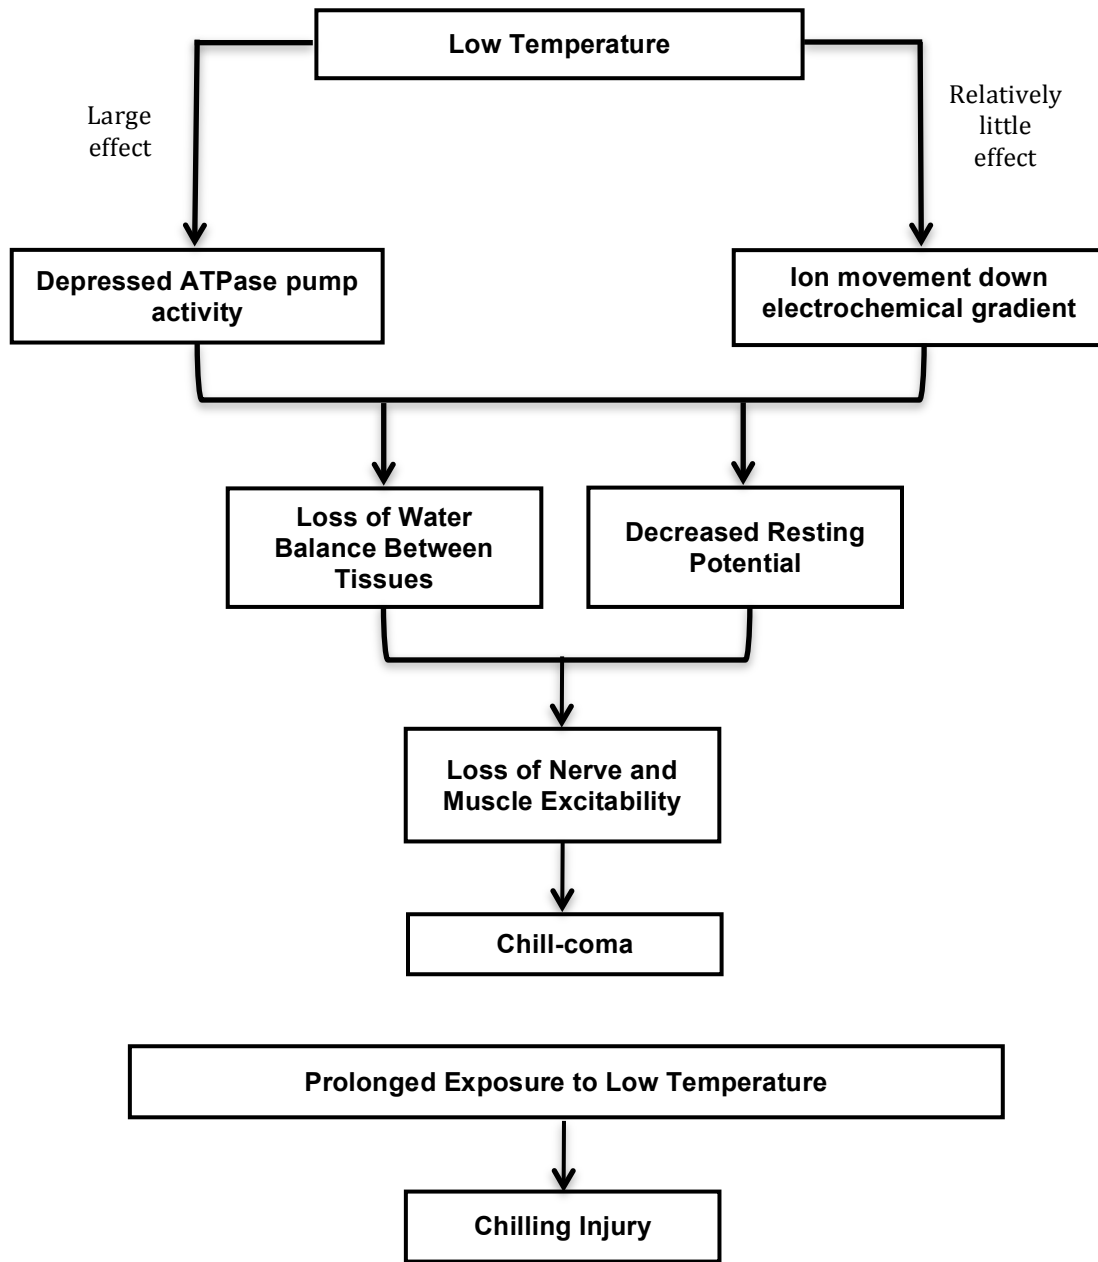 Low Temperature
Large
effect
Relatively
little
effect
Depressed ATPase pump
activity
Ion movement down
electrochemical gradient
Loss of Water
Balance Between
Tissues
Decreased Resting
Potential
Loss of Nerve and
Muscle Excitability
Chill-coma
Prolonged Exposure to Low Temperature
Chilling Injury